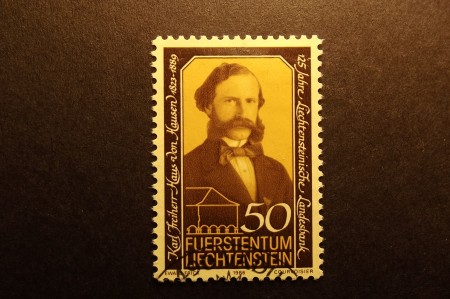 Karl Freiherr Haus von Hausen 1823-1889
125 Jahre Liechtensteinische Landesbank
50
FUERSTENTUM
LIECHTENSTEIN
1986 COURVOISIER